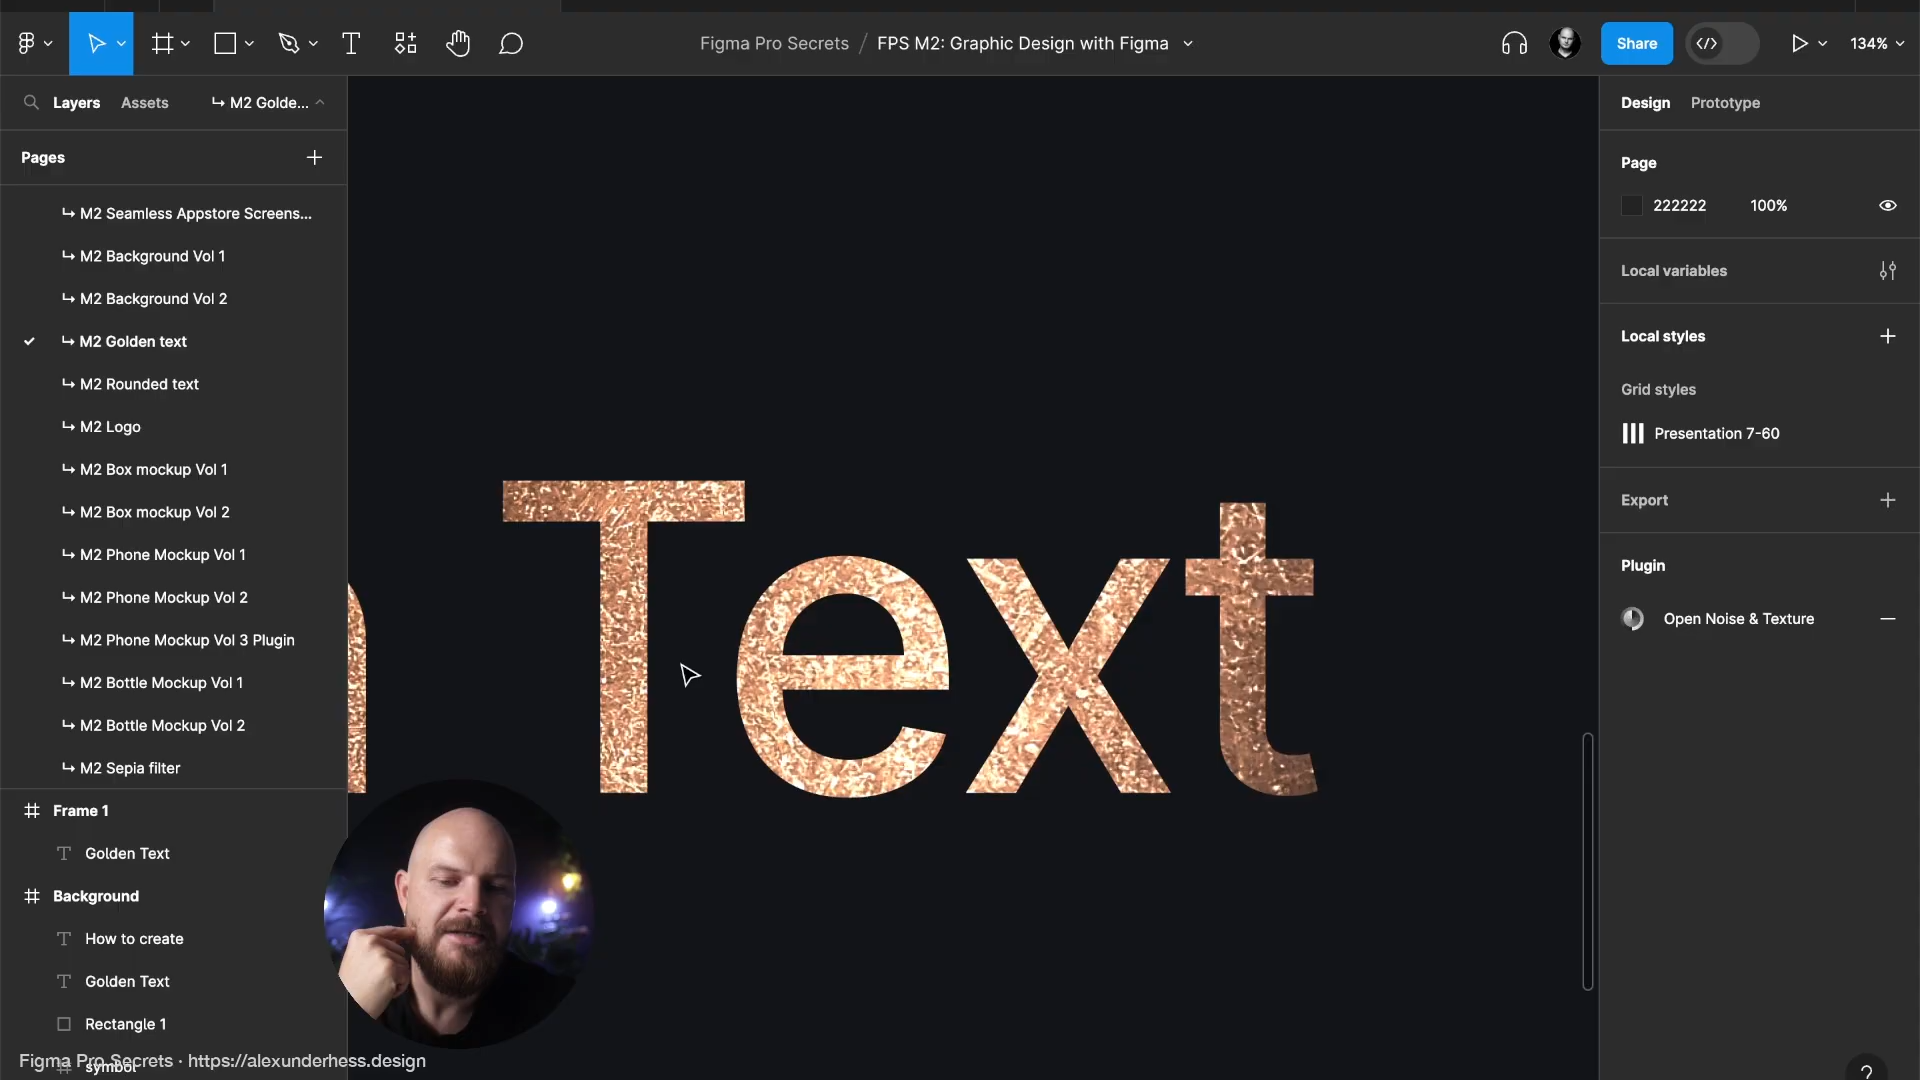 Figma Pro Secrets / FPS M2: Graphic Design with Figma
Share
134%
Layers
Assets
↳ M2 Golde...
Pages
↳ M2 Seamless Appstore Screens...
↳ M2 Background Vol 1
↳ M2 Background Vol 2
↳ M2 Golden text
↳ M2 Rounded text
↳ M2 Logo
↳ M2 Box mockup Vol 1
↳ M2 Box mockup Vol 2
↳ M2 Phone Mockup Vol 1
↳ M2 Phone Mockup Vol 2
↳ M2 Phone Mockup Vol 3 Plugin
↳ M2 Bottle Mockup Vol 1
↳ M2 Bottle Mockup Vol 2
↳ M2 Sepia filter
Frame 1
Golden Text
Background
How to create
Golden Text
Rectangle 1
symbol
Figma Pro Secrets · https://alexunderhess.design
Text
Design
Prototype
Page
222222
100%
Local variables
Local styles
Grid styles
Presentation 7-60
Export
Plugin
Open Noise & Texture
?